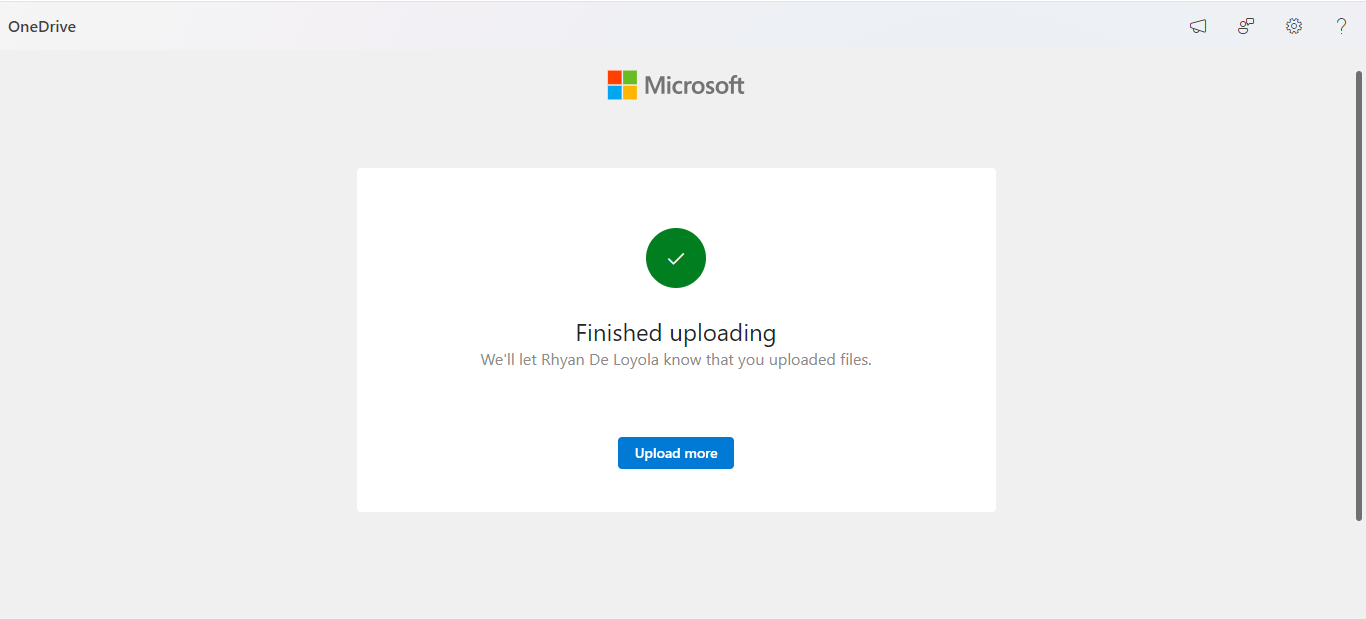 OneDrive
Microsoft
Finished uploading
We'll let Rhyan De Loyola know that you uploaded files.
Upload more